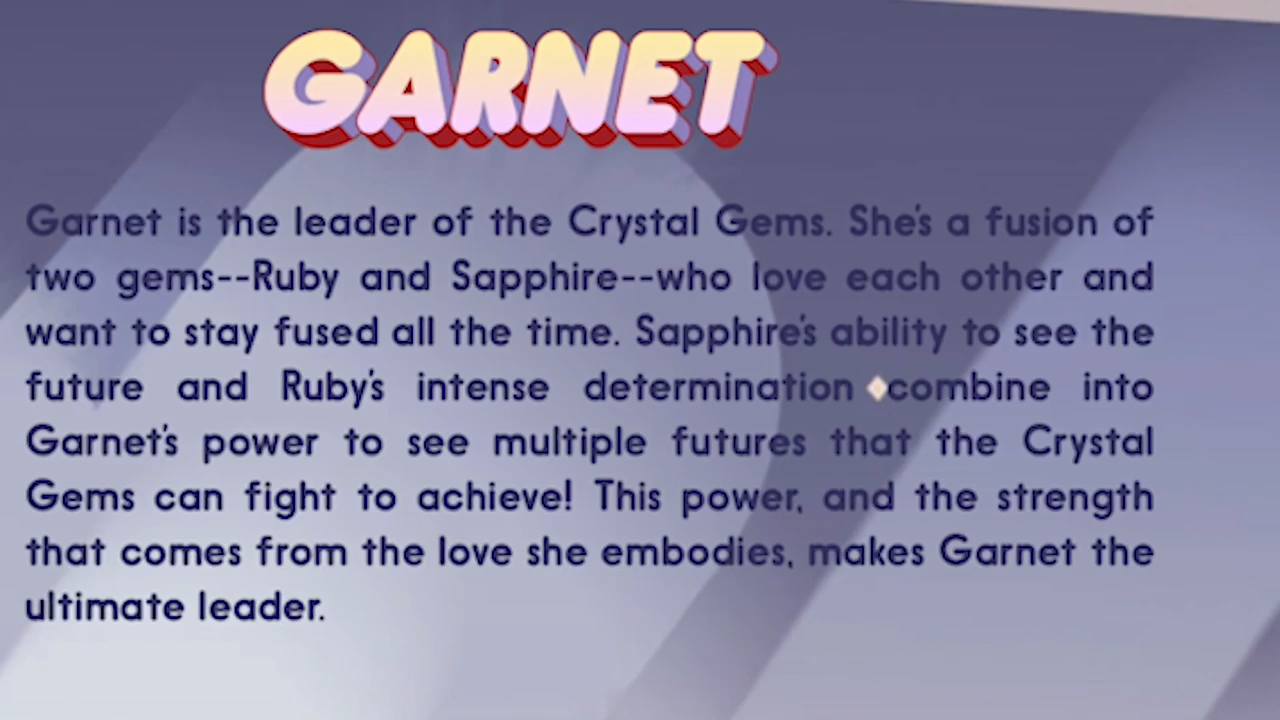 GARNET
Garnet is the leader of the Crystal Gems. She's a fusion of
two gems--Ruby and Sapphire--who love each other and
want to stay fused all the time. Sapphire's ability to see the
future and Ruby's intense determination combine into
Garnet's power to see multiple futures that the Crystal
Gems can fight to achieve! This power, and the strength
that comes from the love she embodies, makes Garnet the
ultimate leader.